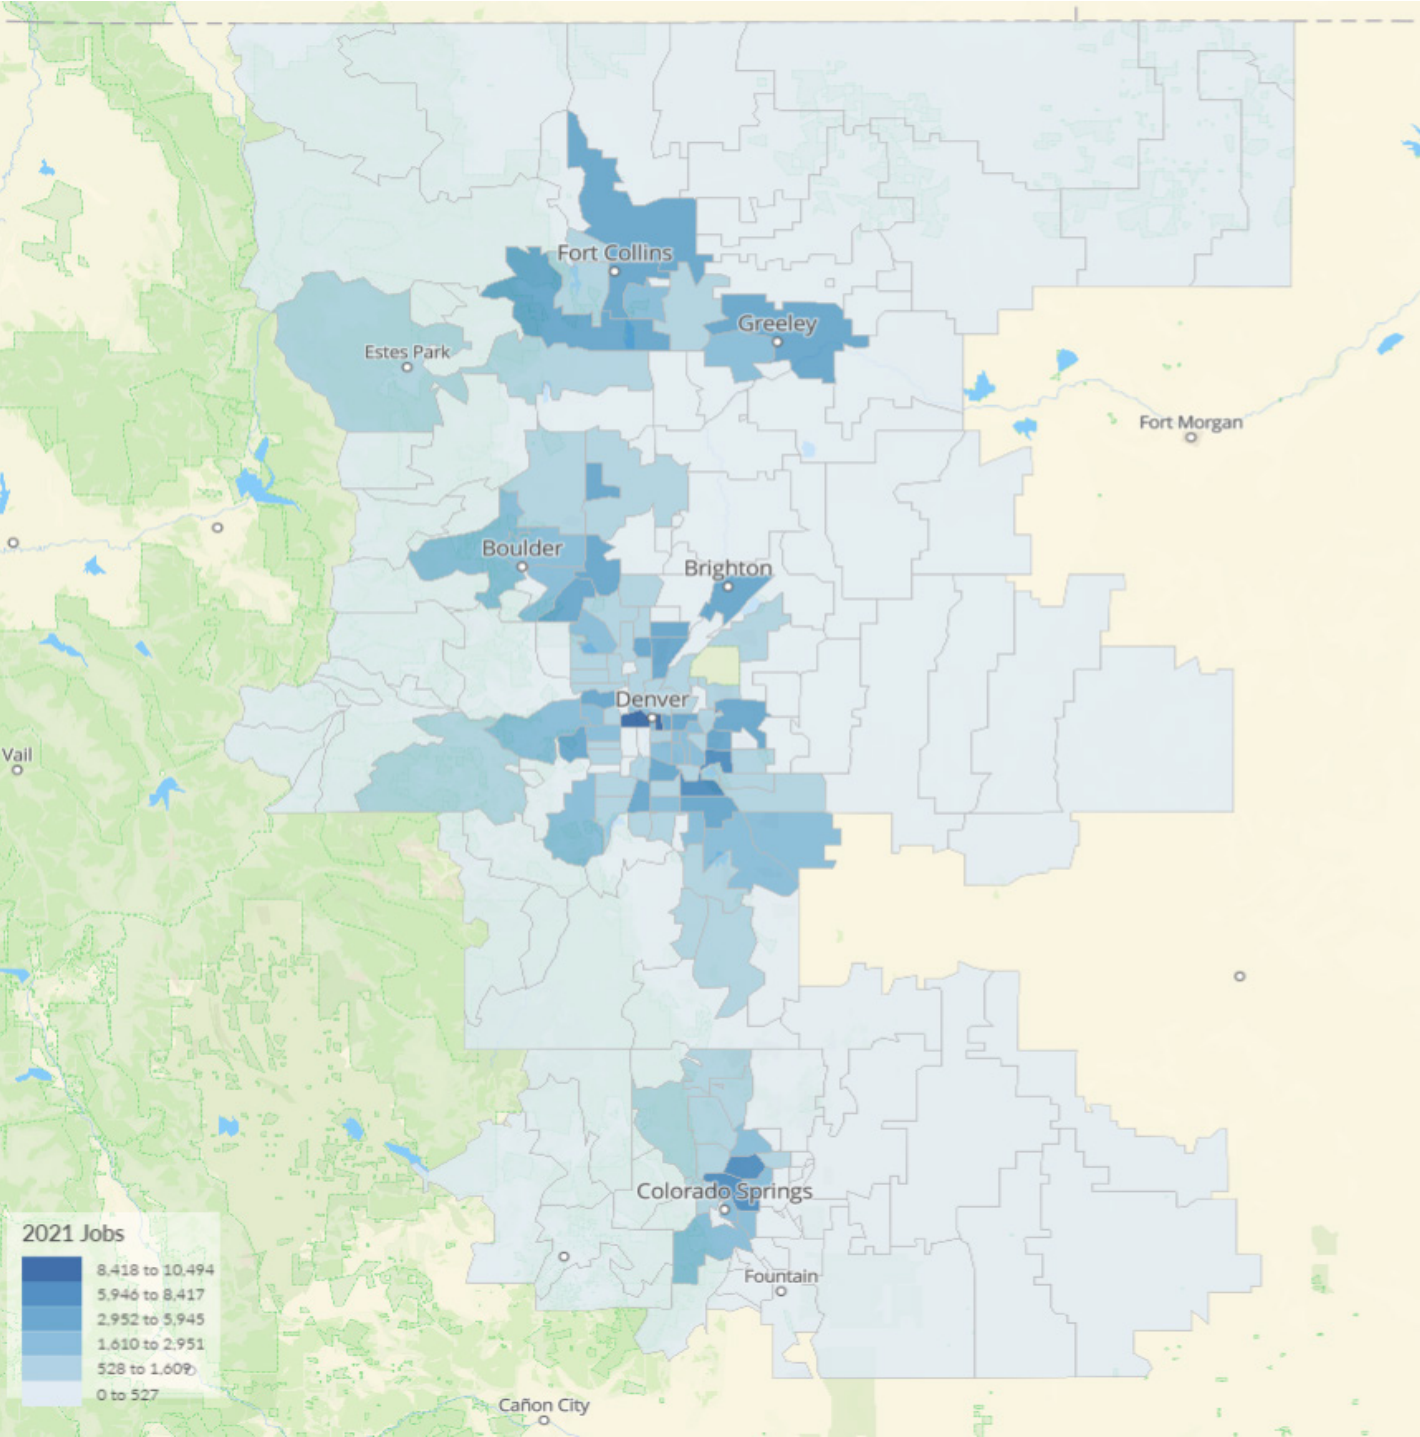 Fort Collins
Greeley
Estes Park
Fort Morgan
Boulder
Brighton
Denver
Vail
Colorado Springs
Fountain
Cañon City
2021 Jobs
8,418 to 10,494
5,946 to 8,417
2,952 to 5,945
1,610 to 2,951
528 to 1,609
0 to 527